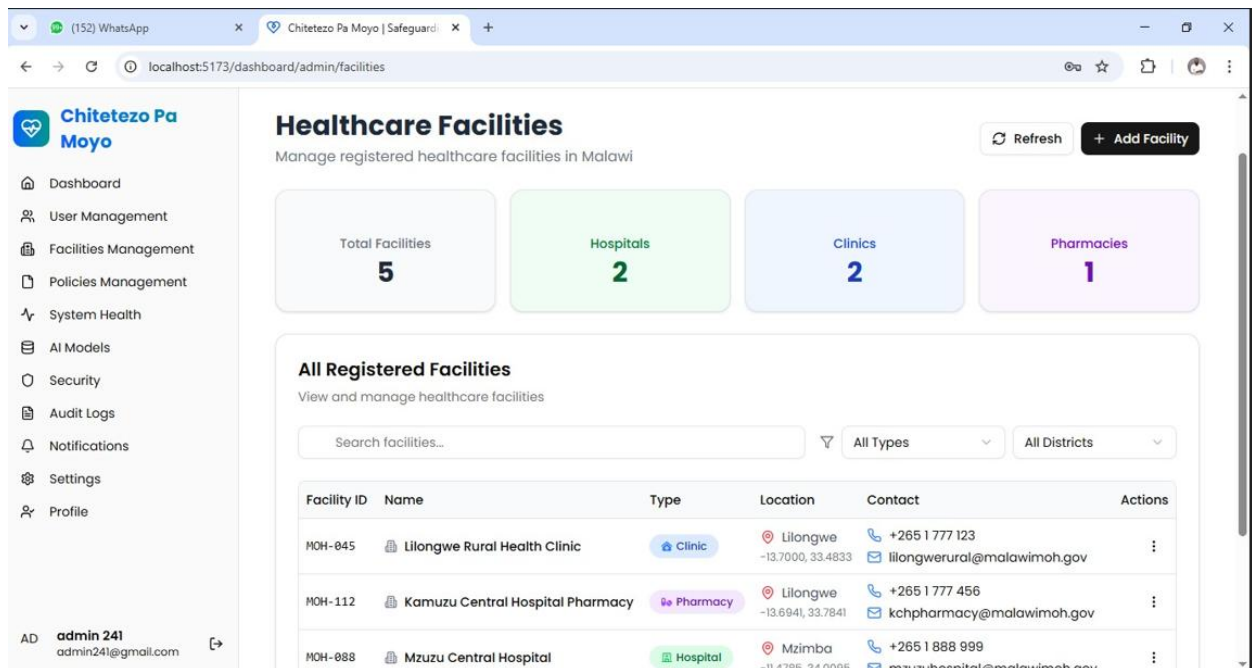 (152) WhatsApp
Chitetezo Pa Moyo | Safeguard
localhost:5173/dashboard/admin/facilities
Chitetezo Pa
Moyo
Dashboard
User Management
Facilities Management
Policies Management
System Health
AI Models
Security
Audit Logs
Notifications
Settings
Profile
AD
admin 241
admin241@gmail.com
Healthcare Facilities
Manage registered healthcare facilities in Malawi
Refresh
+ Add Facility
Total Facilities
5
Hospitals
2
Clinics
2
Pharmacies
1
All Registered Facilities
View and manage healthcare facilities
Search facilities...
All Types
All Districts
Facility ID Name Type Location Contact Actions
MOH-045 Lilongwe Rural Health Clinic Clinic Lilongwe +265 1 777 123
-13.7000, 33.4833 lilongwerural@malawimoh.gov
MOH-112 Kamuzu Central Hospital Pharmacy Pharmacy Lilongwe +265 1 777 456
-13.6941, 33.7841 kchpharmacy@malawimoh.gov
MOH-088 Mzuzu Central Hospital Hospital Mzimba +265 1 888 999
mzuzuhospital@malawimoh.gov